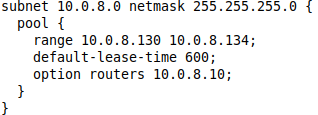 subnet 10.0.8.0 netmask 255.255.255.0 {
  pool {
    range 10.0.8.130 10.0.8.134;
    default-lease-time 600;
    option routers 10.0.8.10;
  }
}